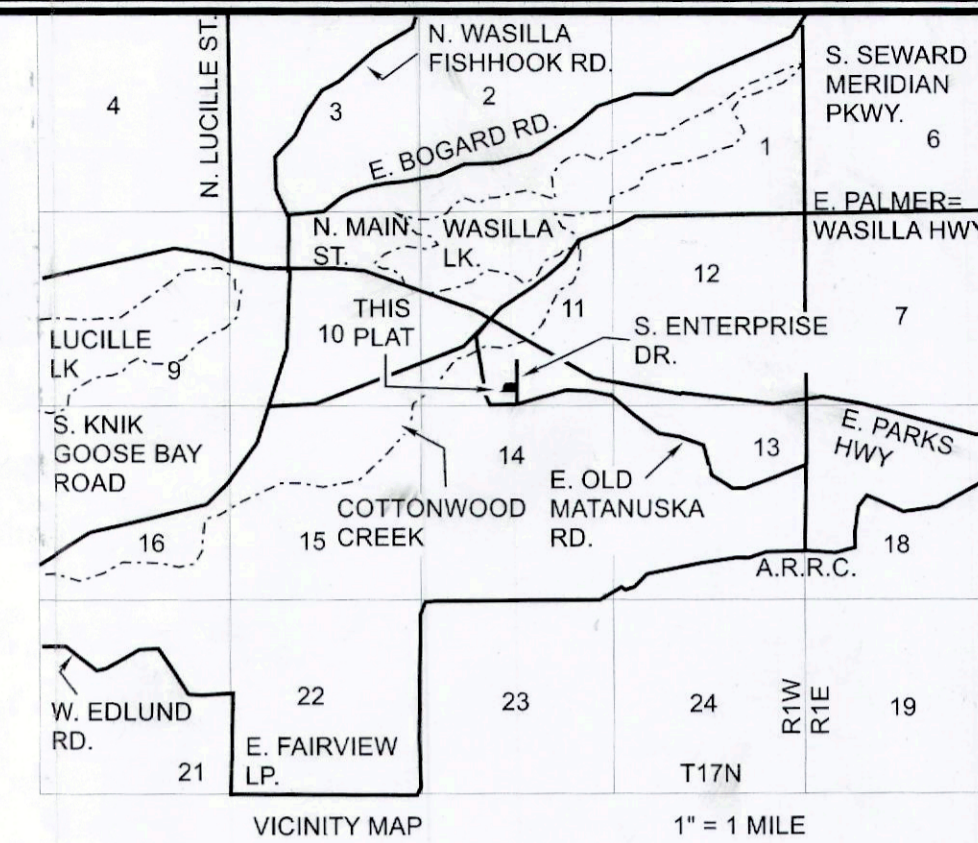 N. LUCILLE ST.
N. WASILLA
FISHHOOK RD.
S. SEWARD
MERIDIAN
PKWY.
4
3
2
E. BOGARD RD.
1
6
N. MAIN
ST.
WASILLA
LK.
E. PALMER=
WASILLA HWY
12
THIS
PLAT
10
11
7
S. ENTERPRISE
DR.
LUCILLE
LK
9
S. KNIK
GOOSE BAY
ROAD
14
13
E. PARKS
HWY
E. OLD
MATANUSKA
RD.
COTTONWOOD
CREEK
16
15
18
A.R.R.C.
W. EDLUND
RD.
22
23
24
R1W
R1E
19
E. FAIRVIEW
LP.
21
T17N
VICINITY MAP
1" = 1 MILE